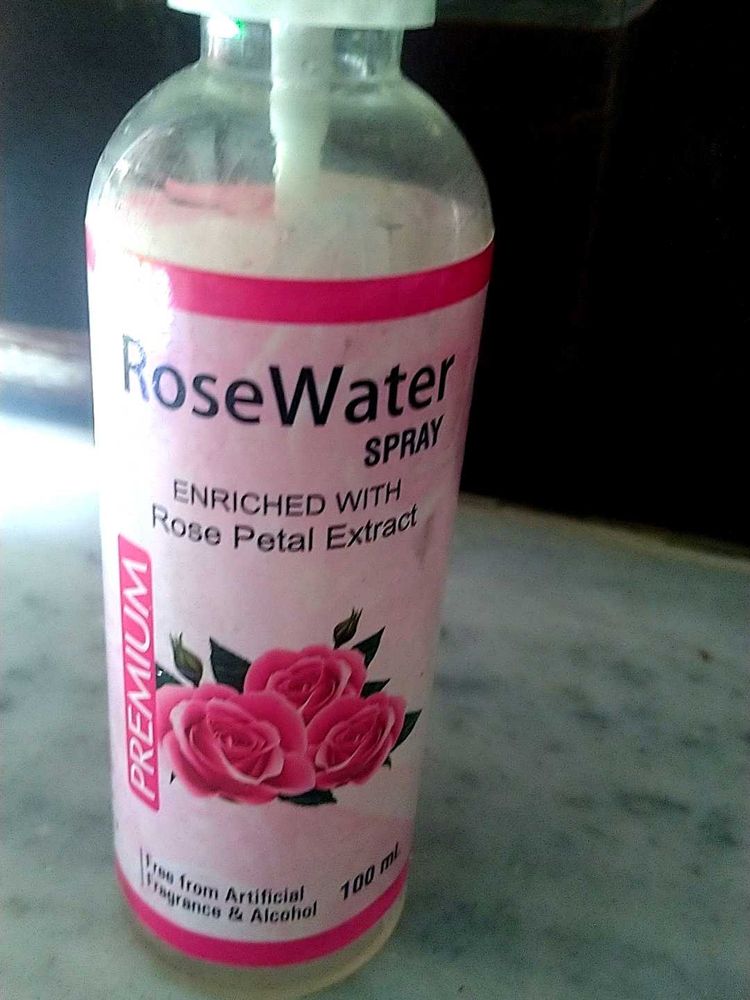 RoseWater
SPRAY
ENRICHED WITH
Rose Petal Extract
PREMIUM
Free from Artificial
Fragrance & Alcohol
100 ml.